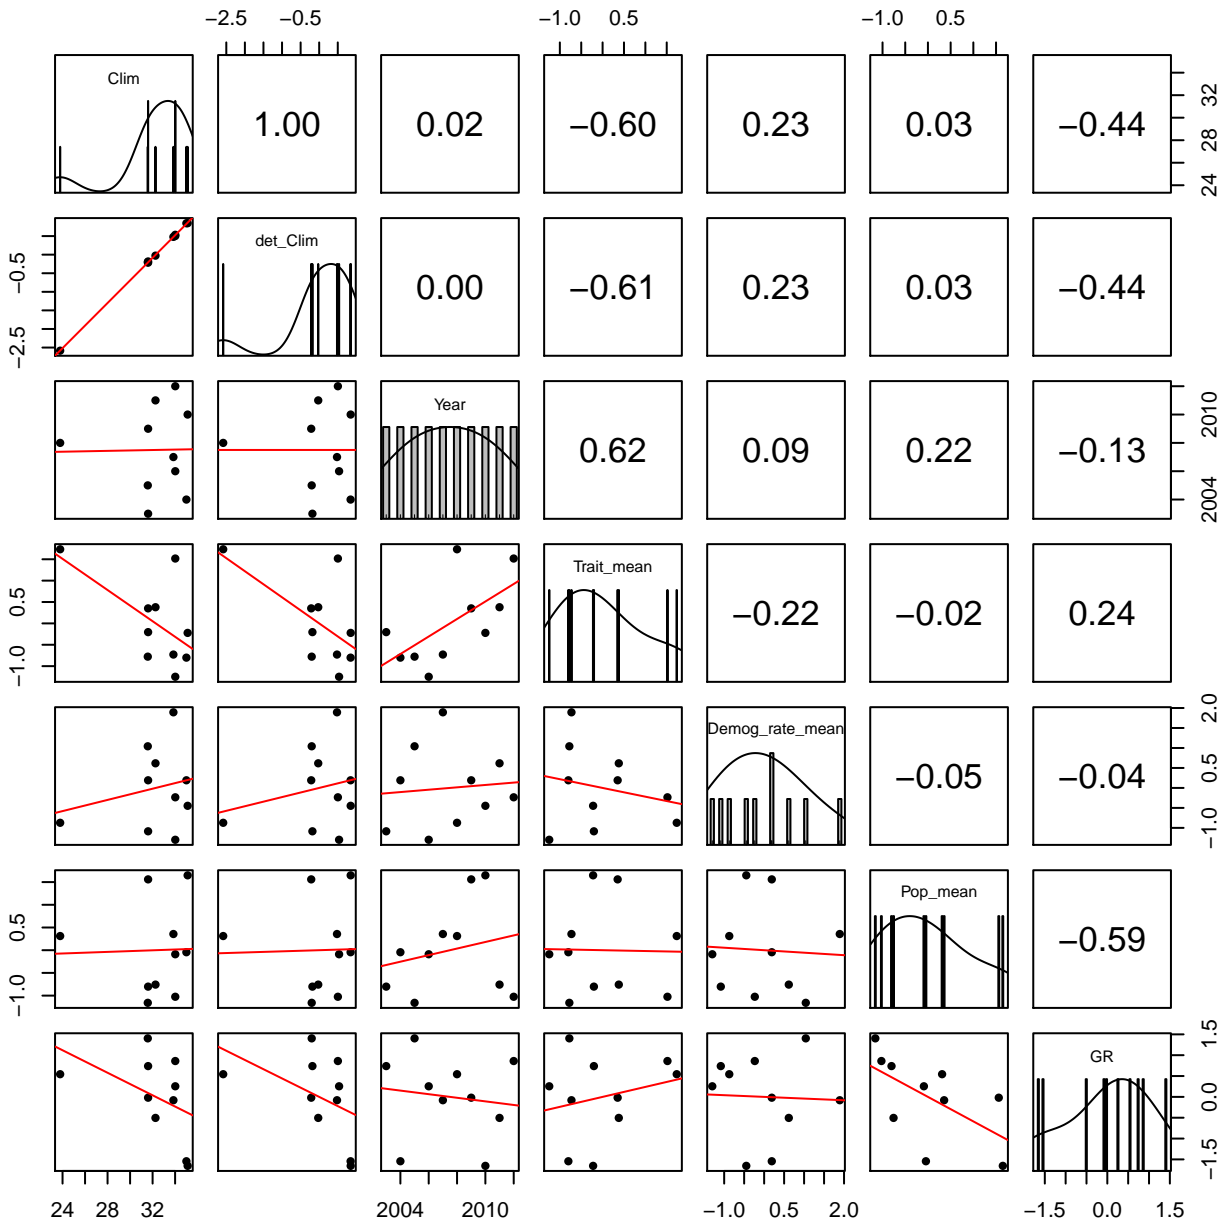 −2.5 −0.5 −1.0 0.5 −1.0 0.5
Clim 1.00 0.02 −0.60 0.23 0.03 −0.44 24 28 32
−2.5 −0.5 det_Clim 0.00 −0.61 0.23 0.03 −0.44
Year 0.62 0.09 0.22 −0.13 2004 2010
−1.0 0.5 Trait_mean −0.22 −0.02 0.24
Demog_rate_mean −0.05 −0.04 −1.0 0.5 2.0
−1.0 0.5 Pop_mean −0.59
GR −1.5 0.0 1.5
24 28 32 2004 2010 −1.0 0.5 2.0 −1.5 0.0 1.5